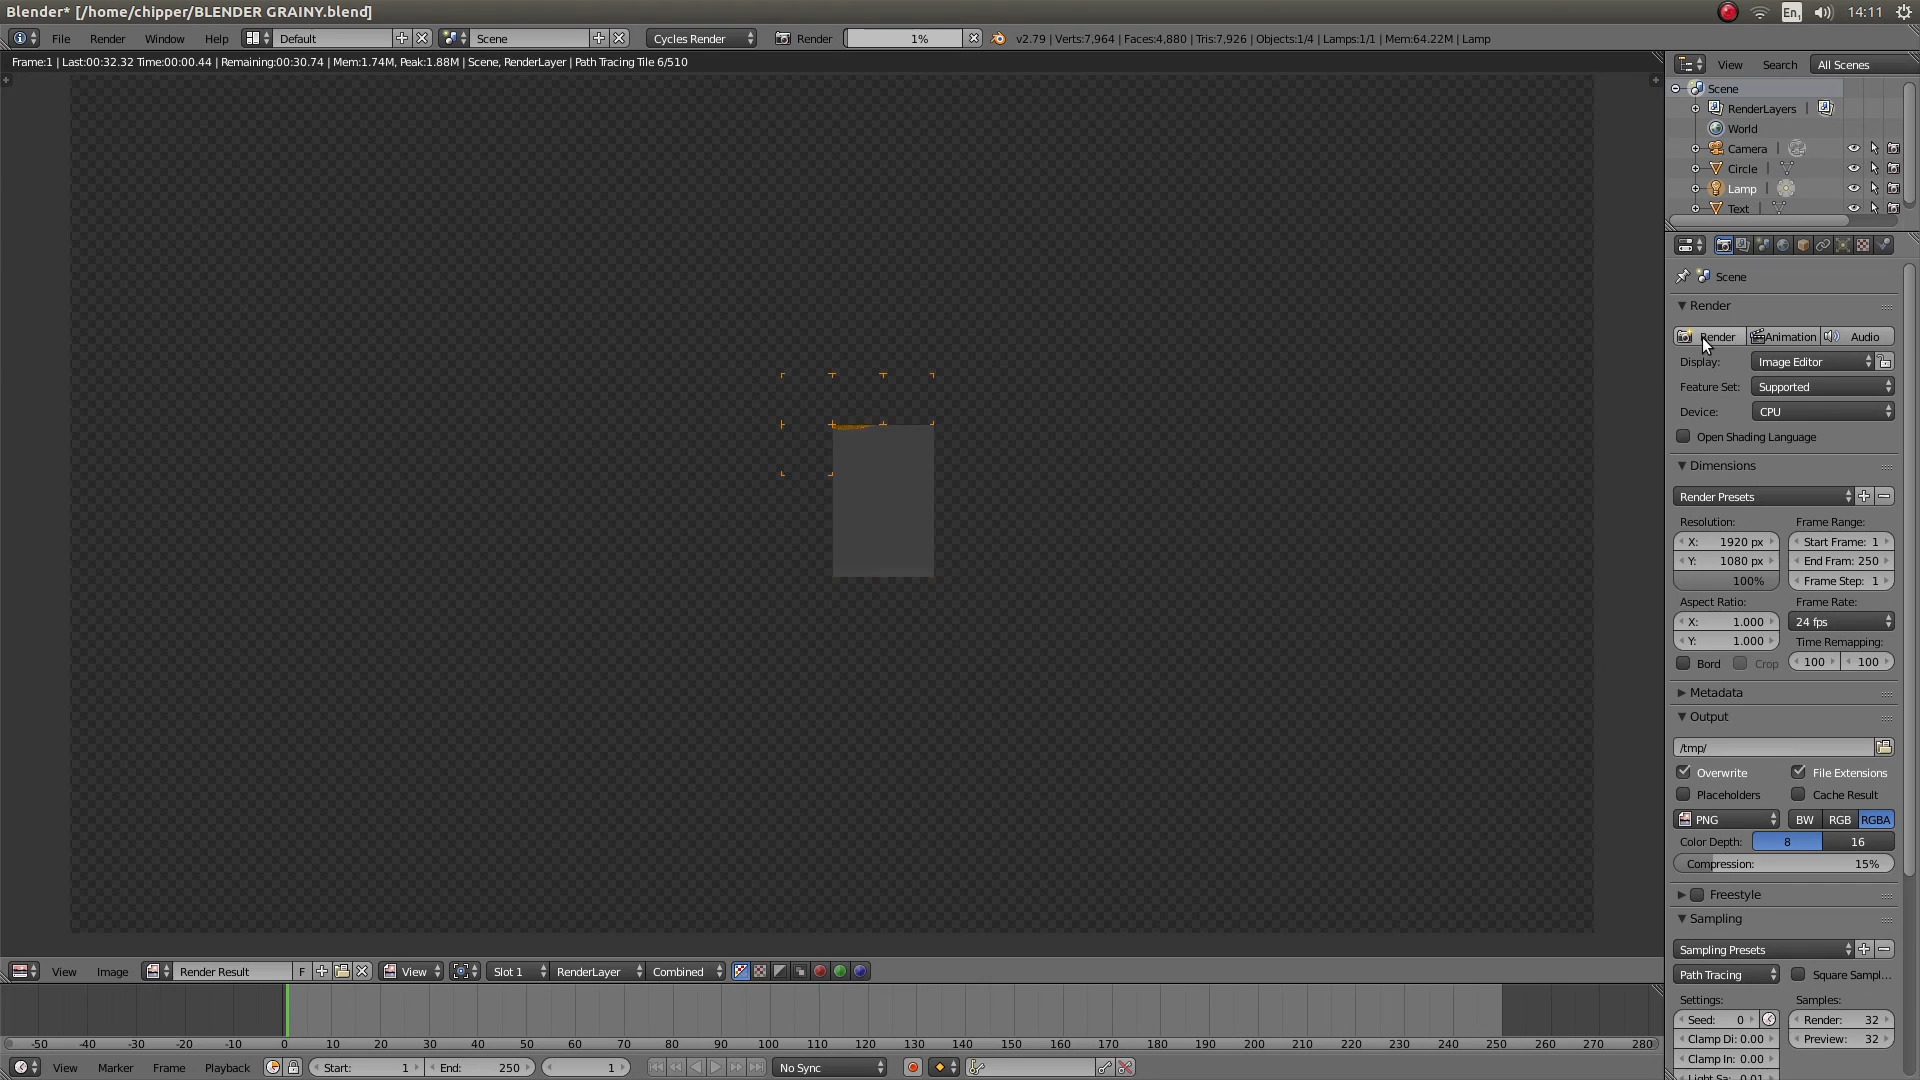 Blender* [/home/chipper/BLENDER GRAINY.blend]
En1 14:11
File Render Window Help Default Scene Cycles Render Render 1% v2.79 | Verts:7,964 | Faces:4,880 | Tris:7,926 | Objects:1/4 | Lamps:1/1 | Mem:64.22M | Lamp
Frame:1 | Last:00:32.32 Time:00:00.44 | Remaining:00:30.74 | Mem:1.74M, Peak:1.88M | Scene, RenderLayer | Path Tracing Tile 6/510
View Search All Scenes
Scene
RenderLayers |
World
Camera |
Circle |
Lamp |
Text |
Scene
Render
Render Animation Audio
Display: Image Editor
Feature Set: Supported
Device: CPU
Open Shading Language
Dimensions
Render Presets
Resolution: Frame Range:
X: 1920 px Start Frame: 1
Y: 1080 px End Fram: 250
100% Frame Step: 1
Aspect Ratio: Frame Rate:
X: 1.000 24 fps
Y: 1.000 Time Remapping:
Bord Crop 100 100
Metadata
Output
/tmp/
Overwrite File Extensions
Placeholders Cache Result
PNG BW RGB RGBA
Color Depth: 8 16
Compression: 15%
Freestyle
Sampling
Sampling Presets
Path Tracing Square Sampl...
Settings: Samples:
Seed: 0 Render: 32
Clamp Di: 0.00 Preview: 32
Clamp In: 0.00
Light Sa: 0.01
View Image Render Result F View Slot 1 RenderLayer Combined
-50 -40 -30 -20 -10 0 10 20 30 40 50 60 70 80 90 100 110 120 130 140 150 160 170 180 190 200 210 220 230 240 250 260 270 280
View Marker Frame Playback Start: 1 End: 250 1 No Sync